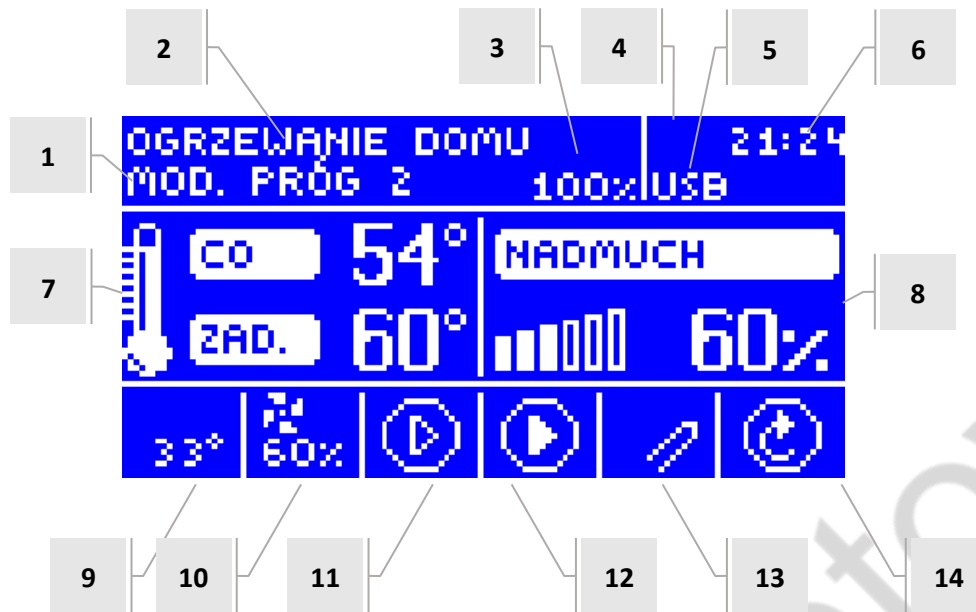 2 3 4 5 6
1
OGRZEWANIE DOMU 21:24
MOD. PRÓG 2 100% USB
CO 54° NADMUCH
7 8
ZAD. 60° 60%
33° 60%
9 10 11 12 13 14